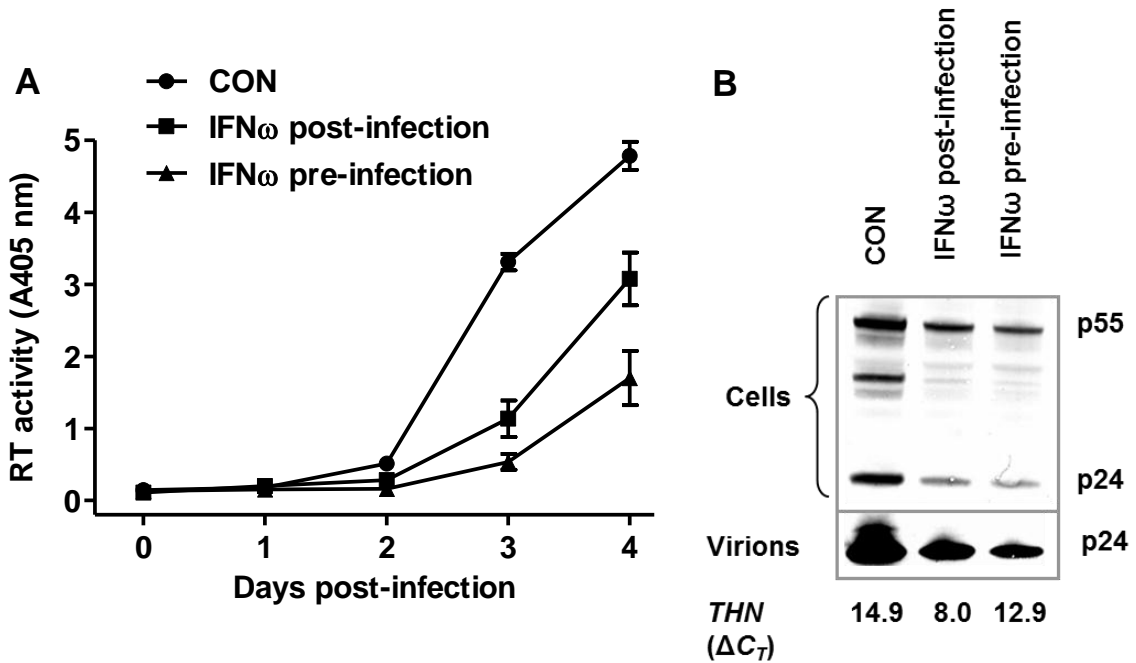 A
CON
IFNω post-infection
IFNω pre-infection
RT activity (A405 nm)
5
4
3
2
1
0
0 1 2 3 4
Days post-infection
B
CON
IFNω post-infection
IFNω pre-infection
Cells
p55
p24
Virions
p24
THN 14.9 8.0 12.9
(ΔCT)